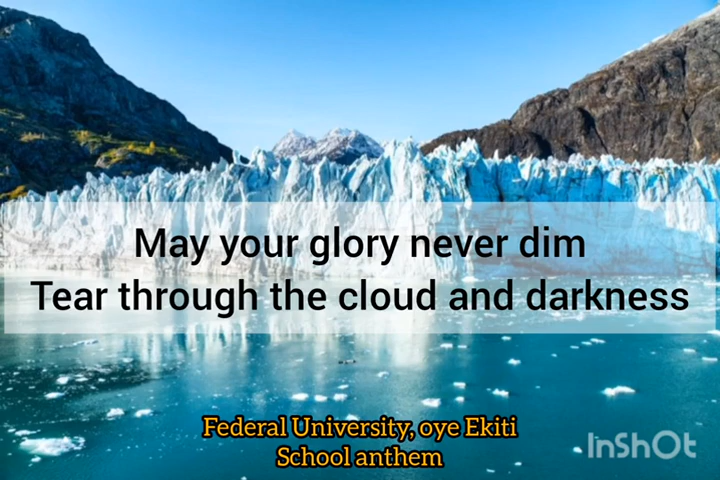 May your glory never dim
Tear through the cloud and darkness
Federal University, oye Ekiti
School anthem
InShOt